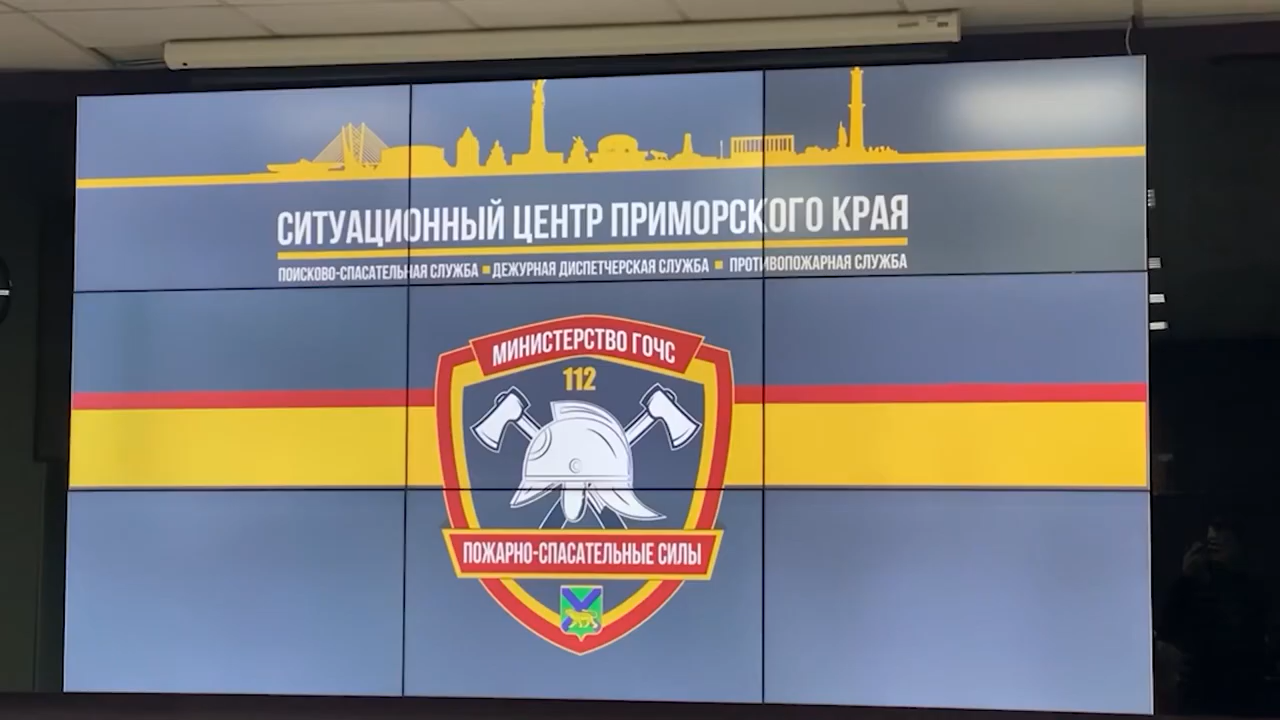 СИТУАЦИОННЫЙ ЦЕНТР ПРИМОРСКОГО КРАЯ
ПОИСКОВО-СПАСАТЕЛЬНАЯ СЛУЖБА ▪ ДЕЖУРНАЯ ДИСПЕТЧЕРСКАЯ СЛУЖБА ▪ ПРОТИВОПОЖАРНАЯ СЛУЖБА
МИНИСТЕРСТВО ГОЧС
112
ПОЖАРНО-СПАСАТЕЛЬНЫЕ СИЛЫ